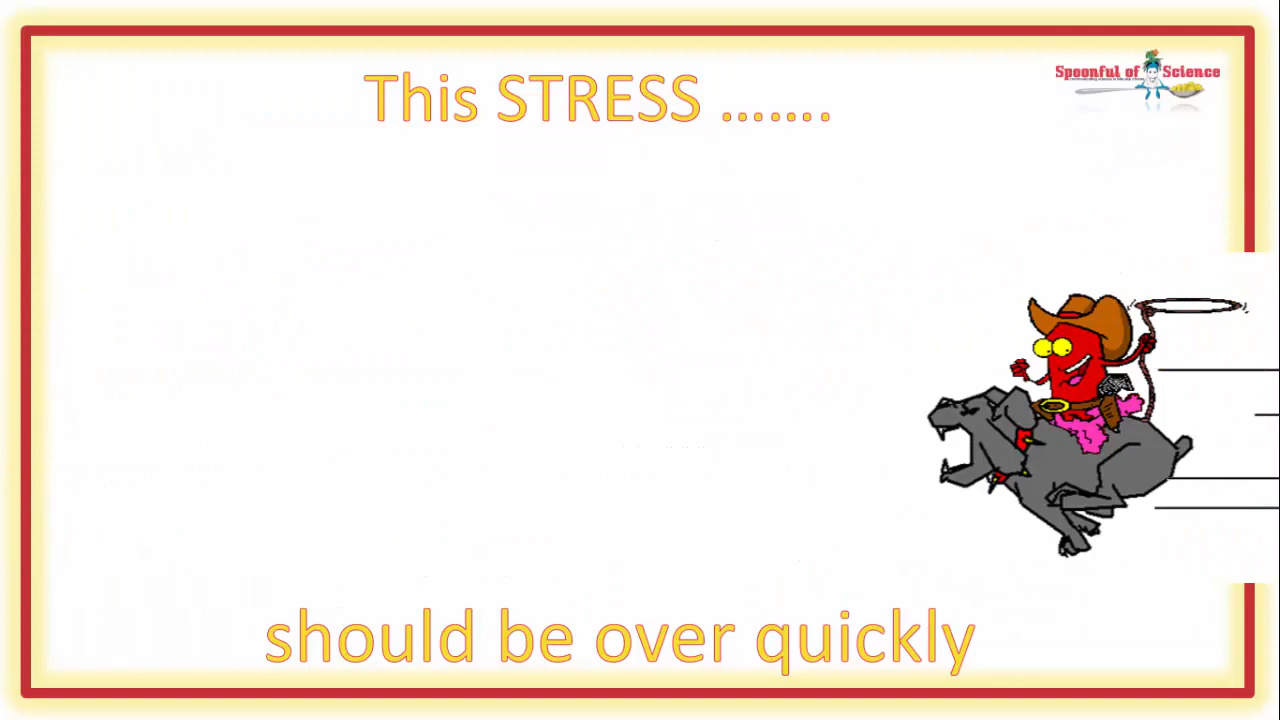 This STRESS .......
Spoonful of Science
should be over quickly